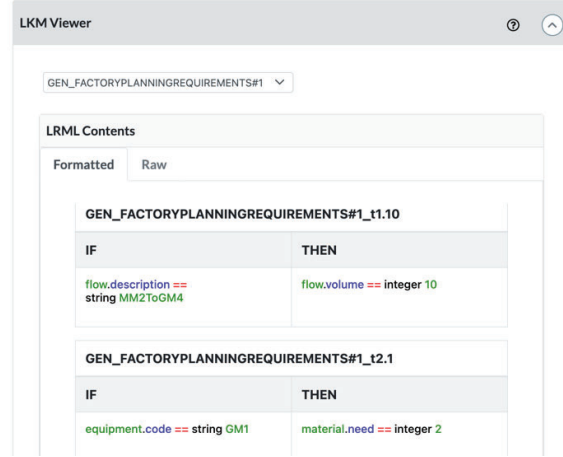 LKM Viewer
GEN_FACTORYPLANNINGREQUIREMENTS#1
LRML Contents
Formatted Raw
GEN_FACTORYPLANNINGREQUIREMENTS#1_t1.10
IF THEN
flow.description == flow.volume == integer 10
string MM2ToGM4
GEN_FACTORYPLANNINGREQUIREMENTS#1_t2.1
IF THEN
equipment.code == string GM1 material.need == integer 2